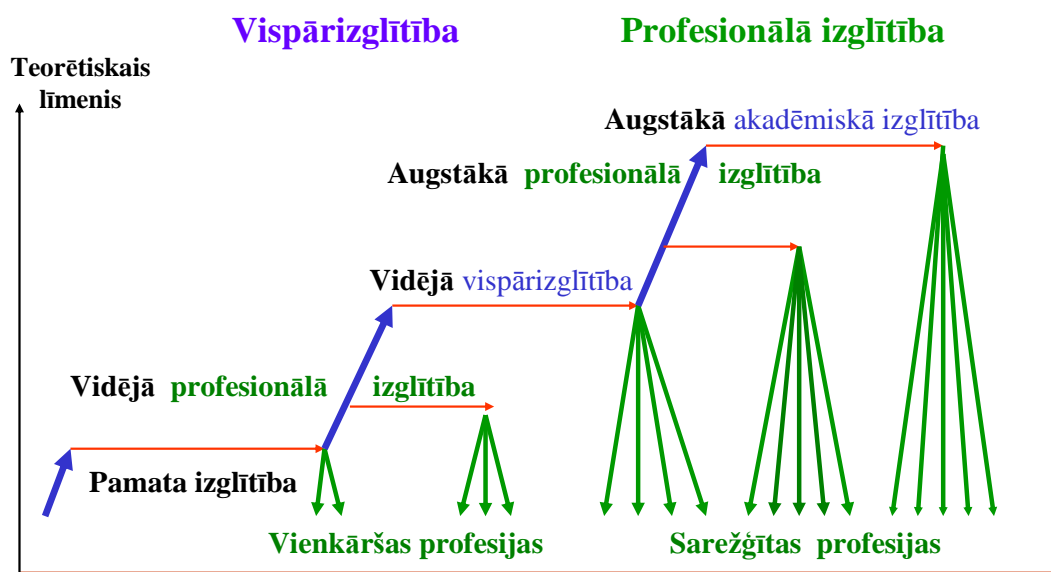 Vispārizglītība Profesionālā izglītība
Teorētiskais
līmenis
Augstākā akadēmiskā izglītība
Augstākā profesionālā izglītība
Vidējā vispārizglītība
Vidējā profesionālā izglītība
Pamata izglītība
Vienkāršas profesijas Sarežģītas profesijas